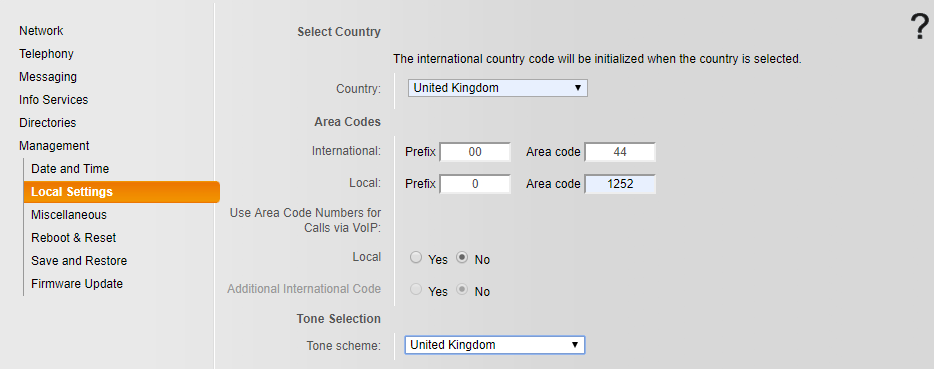 Network
Telephony
Messaging
Info Services
Directories
Management
Date and Time
Local Settings
Miscellaneous
Reboot & Reset
Save and Restore
Firmware Update
?
Select Country
The international country code will be initialized when the country is selected.
Country: United Kingdom
Area Codes
International: Prefix 00 Area code 44
Local: Prefix 0 Area code 1252
Use Area Code Numbers for
Calls via VoIP:
Local Yes No
Additional International Code Yes No
Tone Selection
Tone scheme: United Kingdom